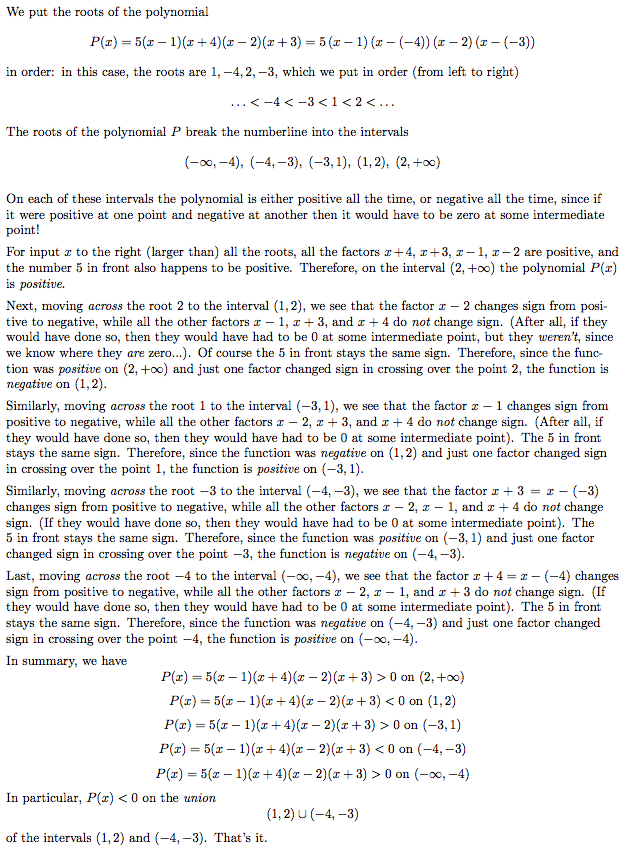 We put the roots of the polynomial
P(x) = 5(x − 1)(x + 4)(x − 2)(x + 3) = 5 (x − 1) (x − (−4)) (x − 2) (x − (−3))
in order: in this case, the roots are 1, −4, 2, −3, which we put in order (from left to right)
. . . < −4 < −3 < 1 < 2 < . . .
The roots of the polynomial P break the numberline into the intervals
(−∞, −4), (−4, −3), (−3, 1), (1, 2), (2, +∞)
On each of these intervals the polynomial is either positive all the time, or negative all the time, since if
it were positive at one point and negative at another then it would have to be zero at some intermediate
point!
For input x to the right (larger than) all the roots, all the factors x+4, x+3, x−1, x−2 are positive, and
the number 5 in front also happens to be positive. Therefore, on the interval (2, +∞) the polynomial P(x)
is positive.
Next, moving across the root 2 to the interval (1, 2), we see that the factor x − 2 changes sign from posi-
tive to negative, while all the other factors x − 1, x + 3, and x + 4 do not change sign. (After all, if they
would have done so, then they would have had to be 0 at some intermediate point, but they weren't, since
we know where they are zero...). Of course the 5 in front stays the same sign. Therefore, since the func-
tion was positive on (2, +∞) and just one factor changed sign in crossing over the point 2, the function is
negative on (1, 2).
Similarly, moving across the root 1 to the interval (−3, 1), we see that the factor x − 1 changes sign from
positive to negative, while all the other factors x − 2, x + 3, and x + 4 do not change sign. (After all, if
they would have done so, then they would have had to be 0 at some intermediate point). The 5 in front
stays the same sign. Therefore, since the function was negative on (1, 2) and just one factor changed sign
in crossing over the point 1, the function is positive on (−3, 1).
Similarly, moving across the root −3 to the interval (−4, −3), we see that the factor x + 3 = x − (−3)
changes sign from positive to negative, while all the other factors x − 2, x − 1, and x + 4 do not change
sign. (If they would have done so, then they would have had to be 0 at some intermediate point). The
5 in front stays the same sign. Therefore, since the function was positive on (−3, 1) and just one factor
changed sign in crossing over the point −3, the function is negative on (−4, −3).
Last, moving across the root −4 to the interval (−∞, −4), we see that the factor x + 4 = x − (−4) changes
sign from positive to negative, while all the other factors x − 2, x − 1, and x + 3 do not change sign. (If
they would have done so, then they would have had to be 0 at some intermediate point). The 5 in front
stays the same sign. Therefore, since the function was negative on (−4, −3) and just one factor changed
sign in crossing over the point −4, the function is positive on (−∞, −4).
In summary, we have
P(x) = 5(x − 1)(x + 4)(x − 2)(x + 3) > 0 on (2, +∞)
P(x) = 5(x − 1)(x + 4)(x − 2)(x + 3) < 0 on (1, 2)
P(x) = 5(x − 1)(x + 4)(x − 2)(x + 3) > 0 on (−3, 1)
P(x) = 5(x − 1)(x + 4)(x − 2)(x + 3) < 0 on (−4, −3)
P(x) = 5(x − 1)(x + 4)(x − 2)(x + 3) > 0 on (−∞, −4)
In particular, P(x) < 0 on the union
(1, 2) ∪ (−4, −3)
of the intervals (1, 2) and (−4, −3). That's it.